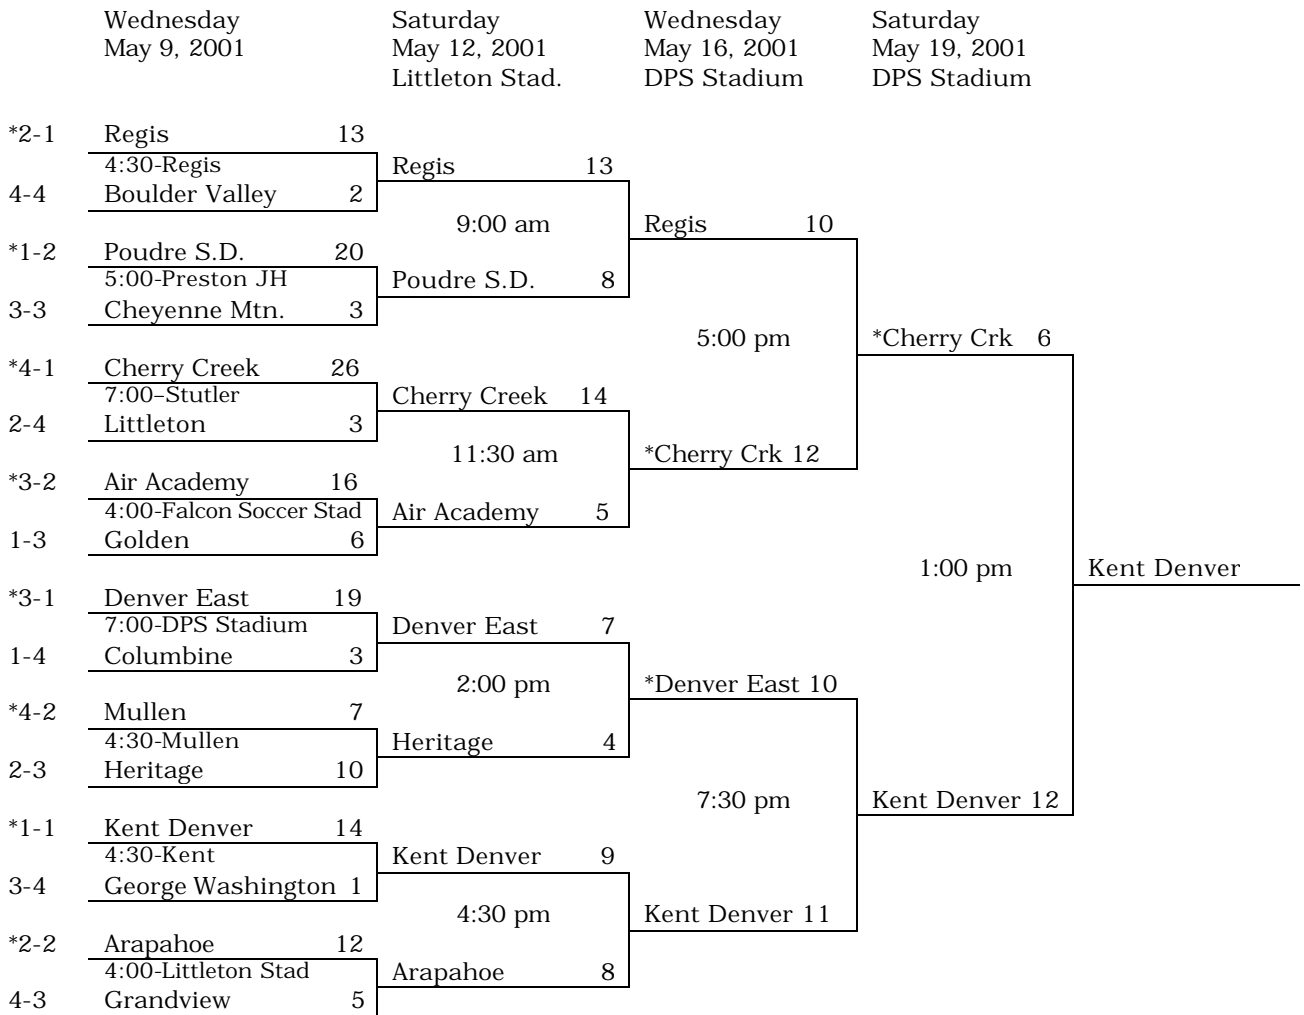 Wednesday Saturday Wednesday Saturday
May 9, 2001 May 12, 2001 May 16, 2001 May 19, 2001
Littleton Stad. DPS Stadium DPS Stadium
*2-1 Regis 13
4:30-Regis Regis 13
4-4 Boulder Valley 2
9:00 am Regis 10
*1-2 Poudre S.D. 20
5:00-Preston JH Poudre S.D. 8
3-3 Cheyenne Mtn. 3
5:00 pm *Cherry Crk 6
*4-1 Cherry Creek 26
7:00–Stutler Cherry Creek 14
2-4 Littleton 3
11:30 am *Cherry Crk 12
*3-2 Air Academy 16
4:00-Falcon Soccer Stad Air Academy 5
1-3 Golden 6
1:00 pm Kent Denver
*3-1 Denver East 19
7:00-DPS Stadium Denver East 7
1-4 Columbine 3
2:00 pm *Denver East 10
*4-2 Mullen 7
4:30-Mullen Heritage 4
2-3 Heritage 10
7:30 pm Kent Denver 12
*1-1 Kent Denver 14
4:30-Kent Kent Denver 9
3-4 George Washington 1
4:30 pm Kent Denver 11
*2-2 Arapahoe 12
4:00-Littleton Stad Arapahoe 8
4-3 Grandview 5